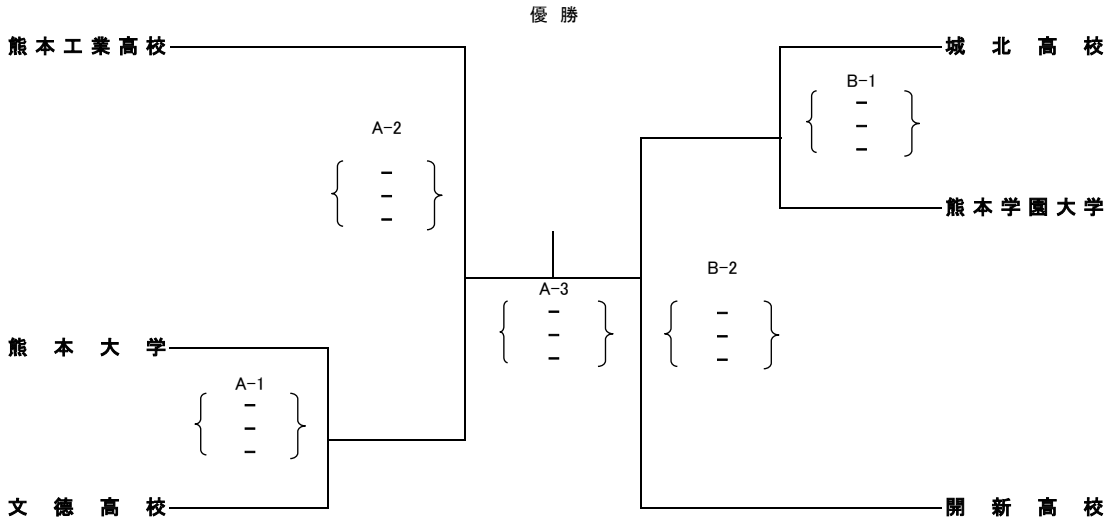 優 勝
熊本工業高校
城北高校
B-1
{ - }
-
-
A-2
{ - }
-
-
熊本学園大学
B-2
{ - }
-
-
A-3
{ - }
-
-
熊本大学
A-1
{ - }
-
-
文徳高校
開新高校